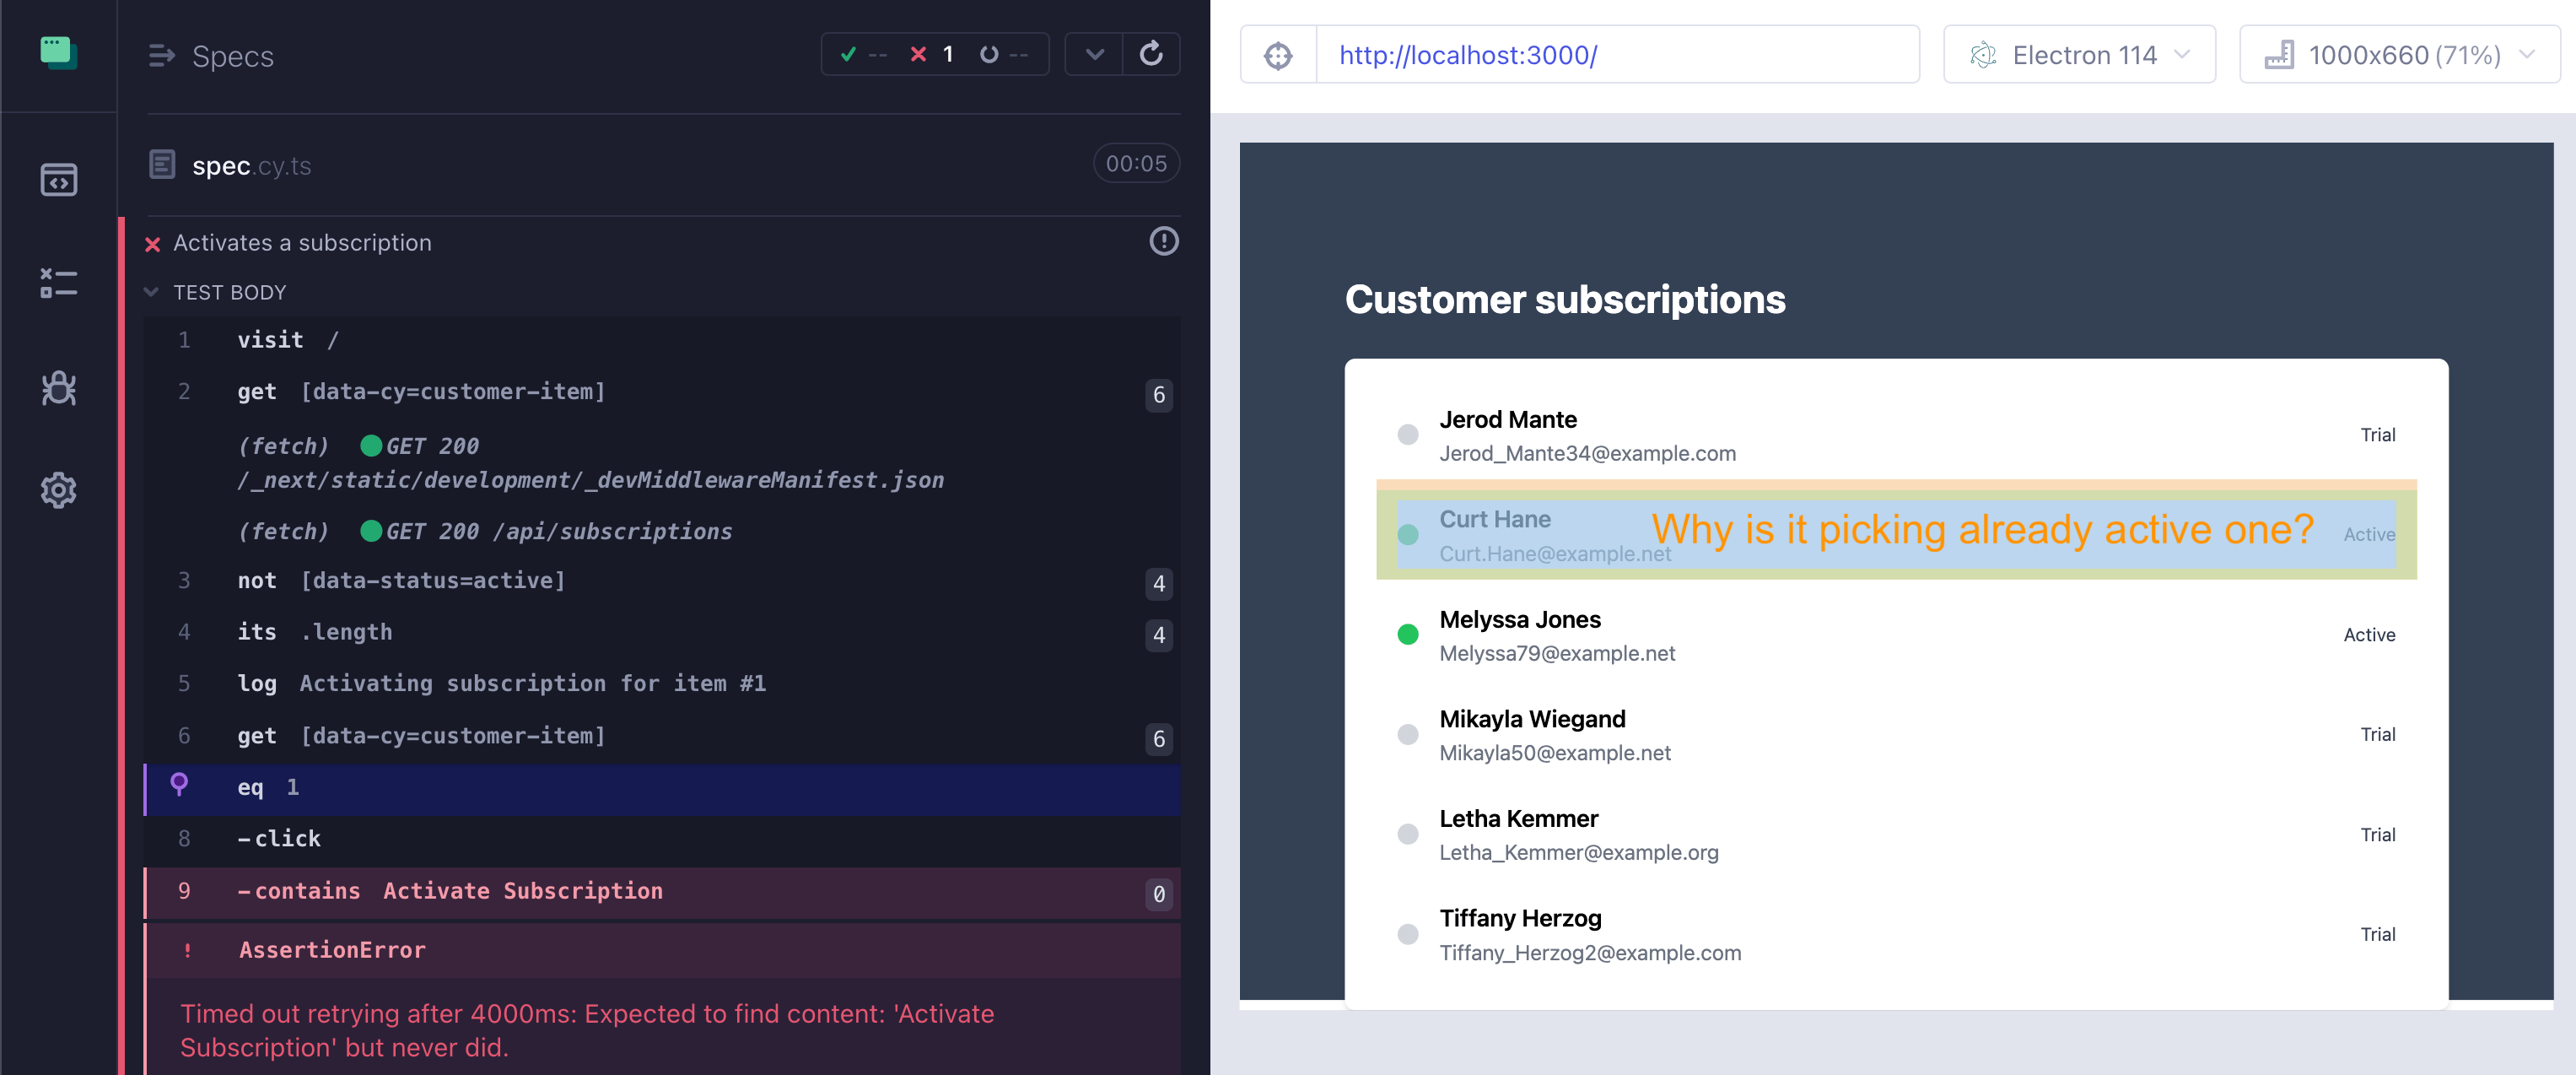 Specs
-- 1 --
spec.cy.ts
00:05
Activates a subscription
TEST BODY
1 visit /
2 get [data-cy=customer-item] 6
(fetch) GET 200
/_next/static/development/_devMiddlewareManifest.json
(fetch) GET 200 /api/subscriptions
3 not [data-status=active] 4
4 its .length 4
5 log Activating subscription for item #1
6 get [data-cy=customer-item] 6
eq 1
8 -click
9 -contains Activate Subscription 0
! AssertionError
Timed out retrying after 4000ms: Expected to find content: 'Activate
Subscription' but never did.
http://localhost:3000/
Electron 114
1000x660 (71%)
Customer subscriptions
Jerod Mante
Jerod_Mante34@example.com
Trial
Curt Hane
Curt.Hane@example.net
Why is it picking already active one?
Active
Melyssa Jones
Melyssa79@example.net
Active
Mikayla Wiegand
Mikayla50@example.net
Trial
Letha Kemmer
Letha_Kemmer@example.org
Trial
Tiffany Herzog
Tiffany_Herzog2@example.com
Trial